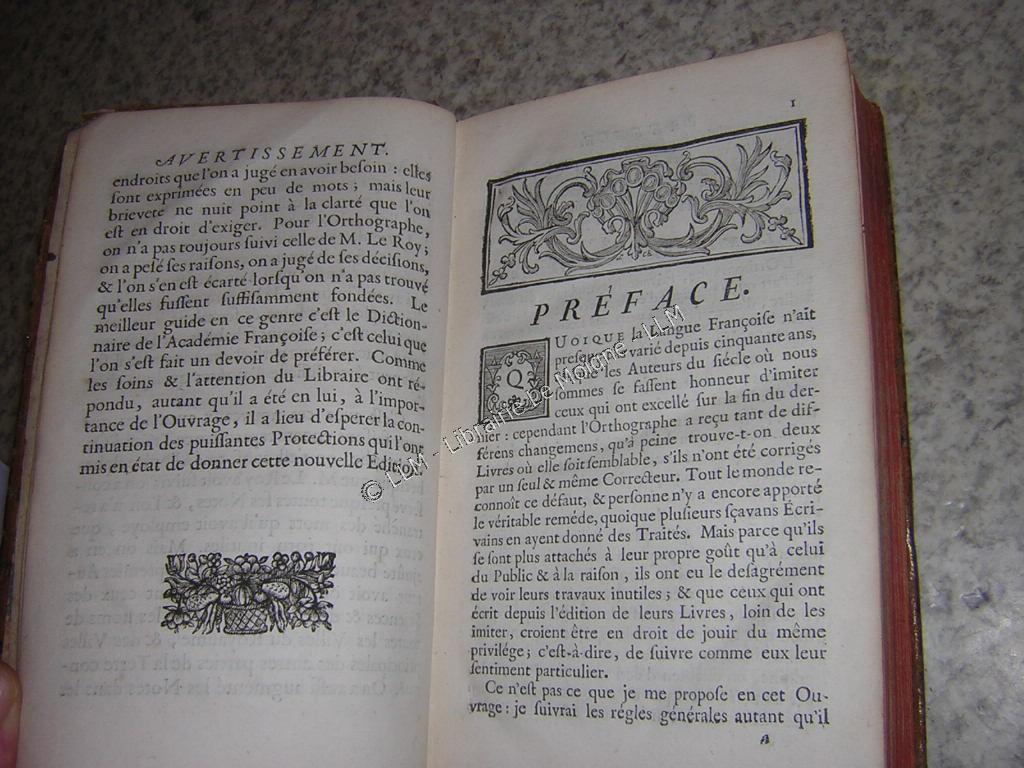 AVERTISSEMENT.
endroits que l'on a jugé en avoir besoin : elles
ſont exprimées en peu de mots ; mais leur
brieveté ne nuit point à la clarté que l'on
eſt en droit d'exiger. Pour l'Orthographe,
on n'a pas toujours ſuivi celle de M. Le Roy ;
on a peſé ſes raiſons, on a jugé de ſes déciſions,
& l'on s'en eſt écarté lorſqu'on n'a pas trouvé
qu'elles fuſſent ſuffiſamment fondées. Le
meilleur guide en ce genre c'eſt le Diction-
naire de l'Académie Françoiſe ; c'eſt celui que
l'on s'eſt fait un devoir de préférer. Comme
les ſoins & l'attention du Libraire ont ré-
pondu, autant qu'il a été en lui, à l'impor-
tance de l'Ouvrage, il a lieu d'eſperer la con-
tinuation des puiſſantes Protections qui l'ont
mis en état de donner cette nouvelle Edition.
1
PRÉFACE.
QUOIQUE la Langue Françoiſe n'ait
preſque varié depuis cinquante ans,
que les Auteurs du ſiécle où nous
ſommes ſe faſſent honneur d'imiter
ceux qui ont excellé ſur la fin du der-
nier : cependant l'Orthographe a reçu tant de dif-
férens changemens, qu'à peine trouve-t-on deux
Livres où elle ſoit ſemblable, s'ils n'ont été corrigés
par un ſeul & même Correcteur. Tout le monde re-
connoît ce défaut, & perſonne n'y a encore apporté
le véritable reméde, quoique pluſieurs ſçavans Écri-
vains en ayent donné des Traités. Mais parce qu'ils
ſe ſont plus attachés à leur propre goût qu'à celui
du Public & à la raiſon, ils ont eu le deſagrément
de voir leurs travaux inutiles ; & que ceux qui ont
écrit depuis l'édition de leurs Livres, loin de les
imiter, croient être en droit de jouir du même
privilége ; c'eſt-à-dire, de ſuivre comme eux leur
ſentiment particulier.
Ce n'eſt pas ce que je me propoſe en cet Ou-
vrage : je ſuivrai les régles générales autant qu'il
A
© LLM - Librairie Le Molone - LLM